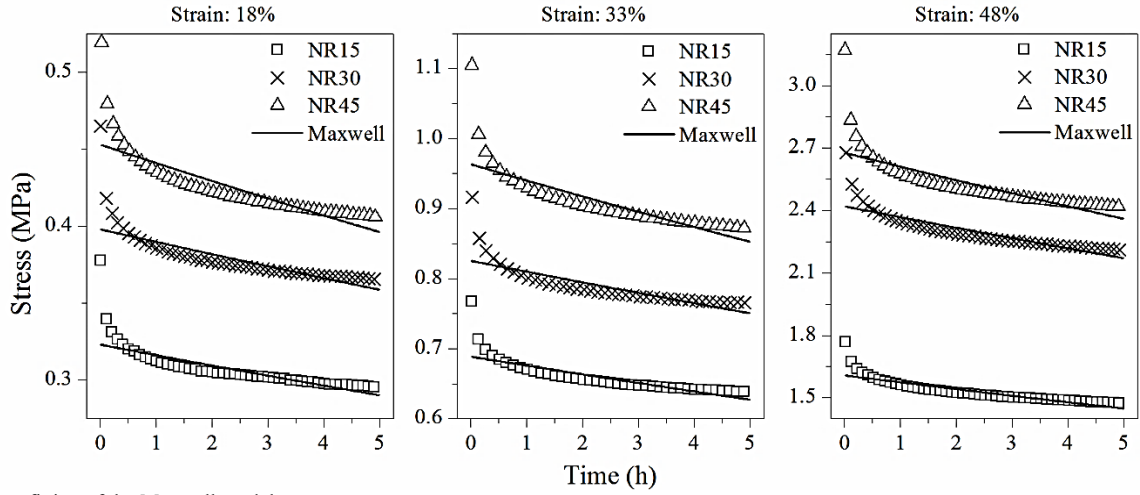 Strain: 18%
Strain: 33%
Strain: 48%
NR15
NR30
NR45
Maxwell
NR15
NR30
NR45
Maxwell
NR15
NR30
NR45
Maxwell
Stress (MPa)
0.5
0.4
0.3
1.1
1.0
0.9
0.8
0.7
0.6
3.0
2.7
2.4
2.1
1.8
1.5
0 1 2 3 4 5
0 1 2 3 4 5
0 1 2 3 4 5
Time (h)